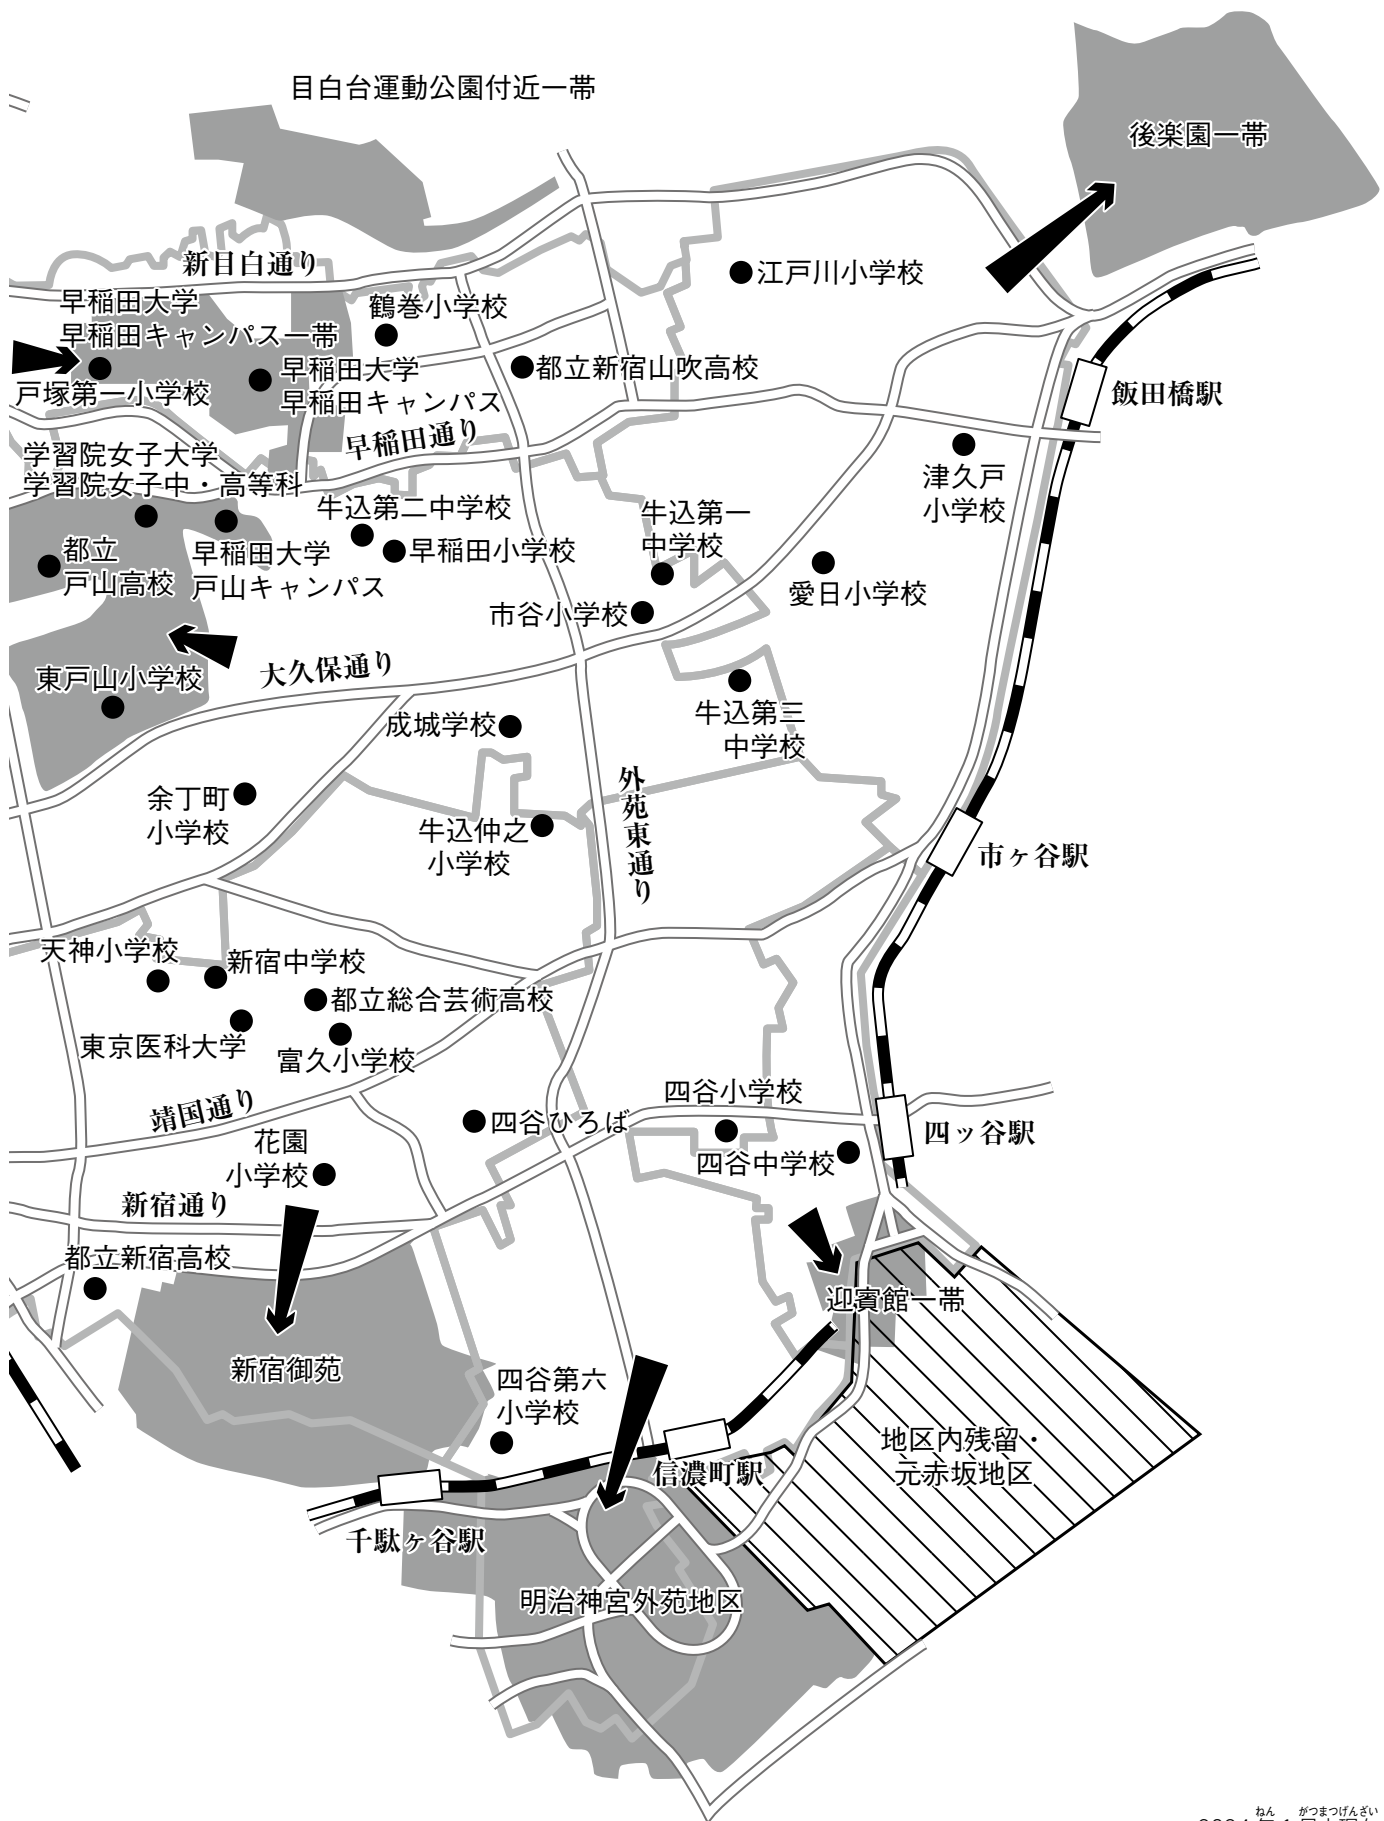 目白台運動公園付近一帯
後楽園一帯
新目白通り
江戸川小学校
早稲田大学
早稲田キャンパス一帯
鶴巻小学校
戸塚第一小学校
早稲田大学
早稲田キャンパス
都立新宿山吹高校
飯田橋駅
早稲田通り
学習院女子大学
学習院女子中・高等科
津久戸
小学校
牛込第二中学校
早稲田小学校
牛込第一
中学校
都立
戸山高校
早稲田大学
戸山キャンパス
愛日小学校
市谷小学校
大久保通り
東戸山小学校
成城学校
牛込第三
中学校
外苑東通り
余丁町
小学校
牛込仲之
小学校
市ヶ谷駅
天神小学校
新宿中学校
都立総合芸術高校
東京医科大学
富久小学校
四谷小学校
靖国通り
四谷ひろば
四ッ谷駅
花園
小学校
四谷中学校
新宿通り
都立新宿高校
迎賓館一帯
新宿御苑
四谷第六
小学校
地区内残留・
元赤坂地区
信濃町駅
千駄ヶ谷駅
明治神宮外苑地区
ねん がつまつげんざい